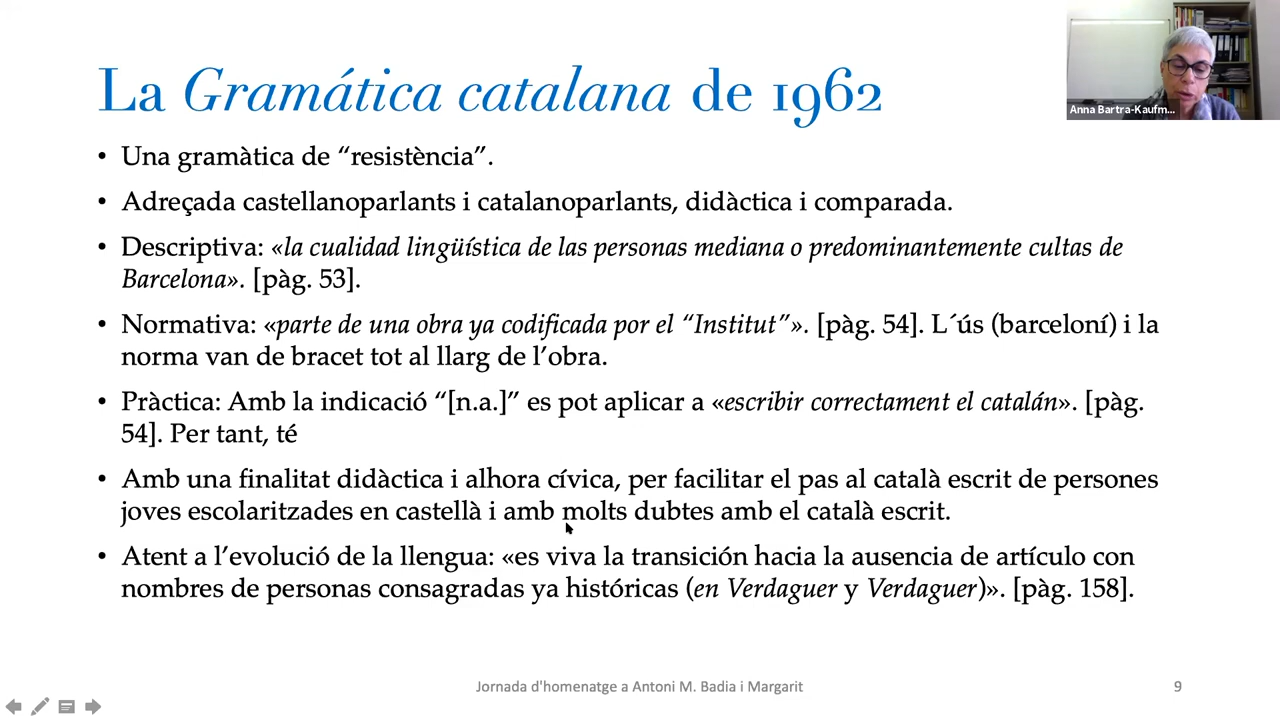 Anna Bartra-Kaufm...
La Gramática catalana de 1962
• Una gramàtica de “resistència”.
• Adreçada castellanoparlants i catalanoparlants, didàctica i comparada.
• Descriptiva: «la cualidad lingüística de las personas mediana o predominantemente cultas de
Barcelona». [pàg. 53].
• Normativa: «parte de una obra ya codificada por el “Institut”». [pàg. 54]. L´ús (barceloní) i la
norma van de bracet tot al llarg de l’obra.
• Pràctica: Amb la indicació “[n.a.]” es pot aplicar a «escribir correctament el catalán». [pàg.
54]. Per tant, té
• Amb una finalitat didàctica i alhora cívica, per facilitar el pas al català escrit de persones
joves escolaritzades en castellà i amb molts dubtes amb el català escrit.
• Atent a l’evolució de la llengua: «es viva la transición hacia la ausencia de artículo con
nombres de personas consagradas ya históricas (en Verdaguer y Verdaguer)». [pàg. 158].
Jornada d'homenatge a Antoni M. Badia i Margarit
9